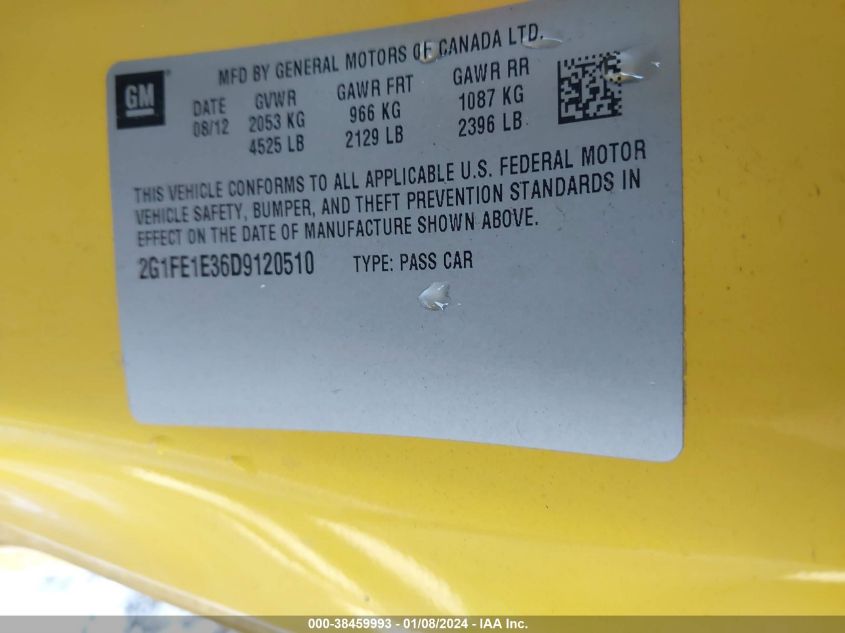 GM
MFD BY GENERAL MOTORS OF CANADA LTD.
DATE GVWR GAWR FRT GAWR RR
08/12 2053 KG 966 KG 1087 KG
4525 LB 2129 LB 2396 LB
THIS VEHICLE CONFORMS TO ALL APPLICABLE U.S. FEDERAL MOTOR
VEHICLE SAFETY, BUMPER, AND THEFT PREVENTION STANDARDS IN
EFFECT ON THE DATE OF MANUFACTURE SHOWN ABOVE.
2G1FE1E36D9120510 TYPE: PASS CAR
000-38459993 - 01/08/2024 - IAA Inc.